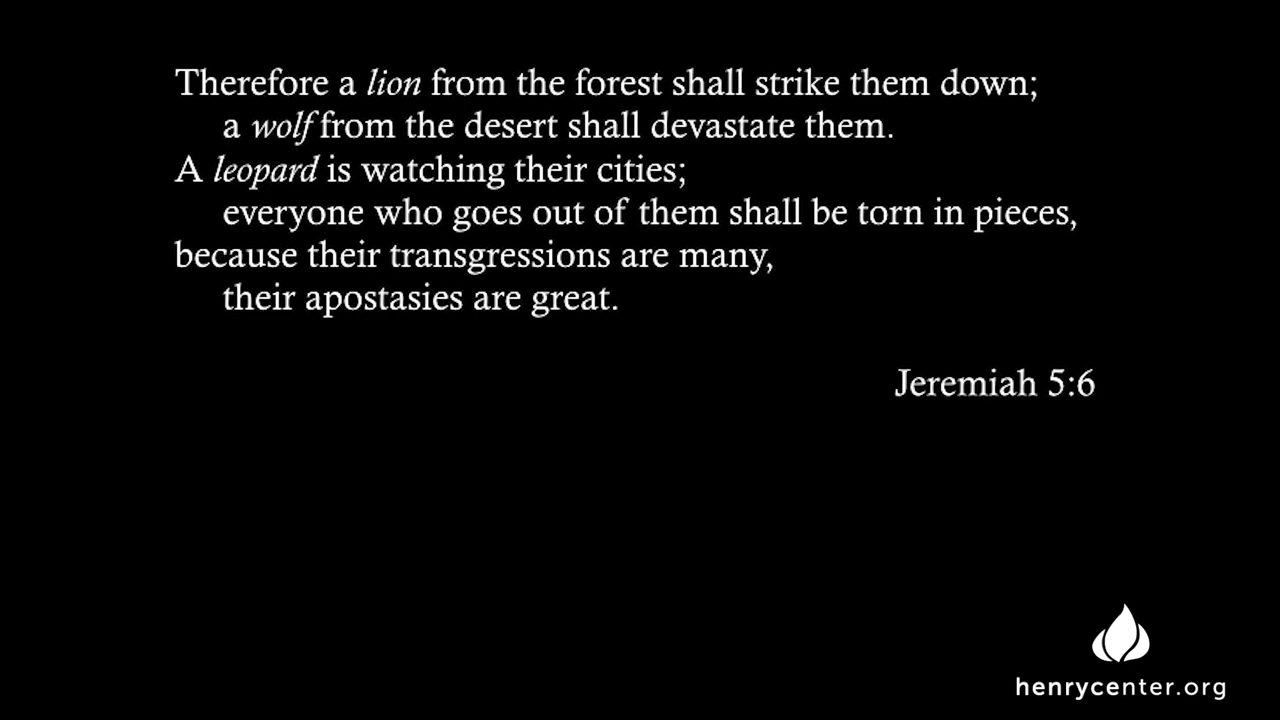 Therefore a lion from the forest shall strike them down;
a wolf from the desert shall devastate them.
A leopard is watching their cities;
everyone who goes out of them shall be torn in pieces,
because their transgressions are many,
their apostasies are great.
Jeremiah 5:6
henrycenter.org